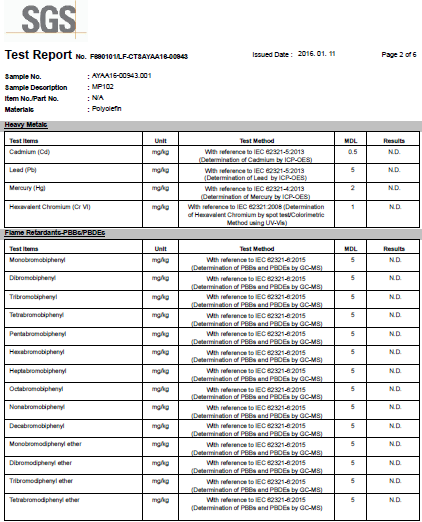 SGS
Test Report No. F690101/LF-CTSAYAA16-00943 Issued Date : 2016. 01. 11 Page 2 of 6
Sample No. : AYAA16-00943.001
Sample Description : MP102
Item No./Part No. : N/A
Materials : Polyolefin
Heavy Metals
Test Items Unit Test Method MDL Results
Cadmium (Cd) mg/kg With reference to IEC 62321-5:2013 0.5 N.D.
(Determination of Cadmium by ICP-OES)
Lead (Pb) mg/kg With reference to IEC 62321-5:2013 5 N.D.
(Determination of Lead by ICP-OES)
Mercury (Hg) mg/kg With reference to IEC 62321-4:2013 2 N.D.
(Determination of Mercury by ICP-OES)
Hexavalent Chromium (Cr VI) mg/kg With reference to IEC 62321:2008 (Determination 1 N.D.
of Hexavalent Chromium by spot test/Colorimetric
Method using UV-Vis)
Flame Retardants-PBBs/PBDEs
Test Items Unit Test Method MDL Results
Monobromobiphenyl mg/kg With reference to IEC 62321-6:2015 5 N.D.
(Determination of PBBs and PBDEs by GC-MS)
Dibromobiphenyl mg/kg With reference to IEC 62321-6:2015 5 N.D.
(Determination of PBBs and PBDEs by GC-MS)
Tribromobiphenyl mg/kg With reference to IEC 62321-6:2015 5 N.D.
(Determination of PBBs and PBDEs by GC-MS)
Tetrabromobiphenyl mg/kg With reference to IEC 62321-6:2015 5 N.D.
(Determination of PBBs and PBDEs by GC-MS)
Pentabromobiphenyl mg/kg With reference to IEC 62321-6:2015 5 N.D.
(Determination of PBBs and PBDEs by GC-MS)
Hexabromobiphenyl mg/kg With reference to IEC 62321-6:2015 5 N.D.
(Determination of PBBs and PBDEs by GC-MS)
Heptabromobiphenyl mg/kg With reference to IEC 62321-6:2015 5 N.D.
(Determination of PBBs and PBDEs by GC-MS)
Octabromobiphenyl mg/kg With reference to IEC 62321-6:2015 5 N.D.
(Determination of PBBs and PBDEs by GC-MS)
Nonabromobiphenyl mg/kg With reference to IEC 62321-6:2015 5 N.D.
(Determination of PBBs and PBDEs by GC-MS)
Decabromobiphenyl mg/kg With reference to IEC 62321-6:2015 5 N.D.
(Determination of PBBs and PBDEs by GC-MS)
Monobromodiphenyl ether mg/kg With reference to IEC 62321-6:2015 5 N.D.
(Determination of PBBs and PBDEs by GC-MS)
Dibromodiphenyl ether mg/kg With reference to IEC 62321-6:2015 5 N.D.
(Determination of PBBs and PBDEs by GC-MS)
Tribromodiphenyl ether mg/kg With reference to IEC 62321-6:2015 5 N.D.
(Determination of PBBs and PBDEs by GC-MS)
Tetrabromodiphenyl ether mg/kg With reference to IEC 62321-6:2015 5 N.D.
(Determination of PBBs and PBDEs by GC-MS)